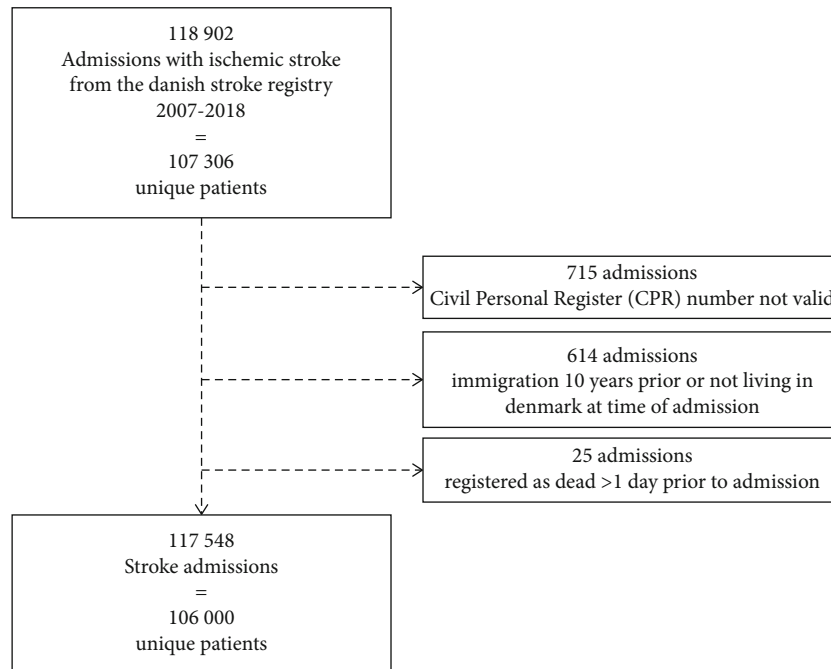 118 902
Admissions with ischemic stroke
from the danish stroke registry
2007-2018
=
107 306
unique patients
715 admissions
Civil Personal Register (CPR) number not valid
614 admissions
immigration 10 years prior or not living in
denmark at time of admission
25 admissions
registered as dead >1 day prior to admission
117 548
Stroke admissions
=
106 000
unique patients